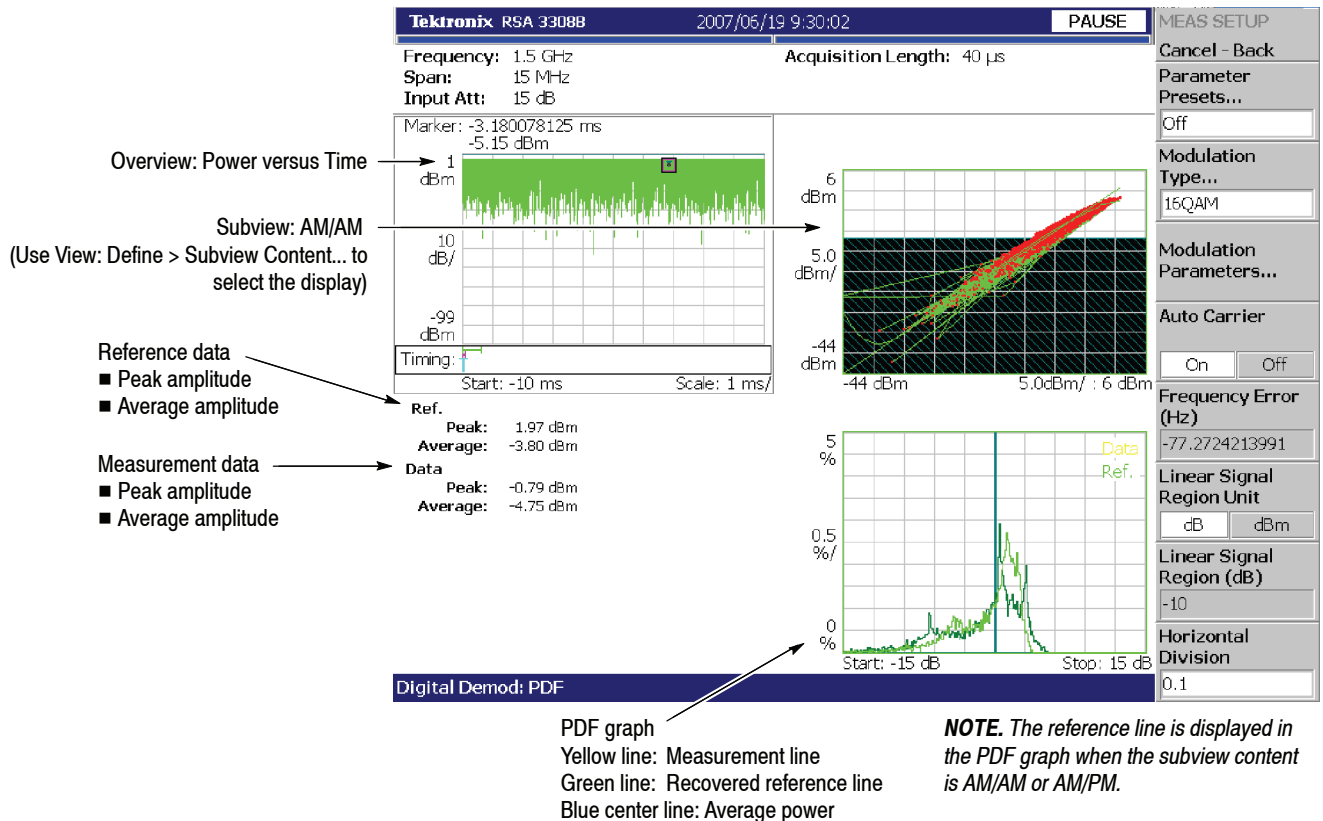 Tektronix RSA 3308B 2007/06/19 9:30:02 PAUSE
Frequency: 1.5 GHz
Span: 15 MHz
Input Att: 15 dB
Acquisition Length: 40 µs
Marker: -3.180078125 ms
-5.15 dBm
1
dBm
10
dB/
-99
dBm
Timing:
Start: -10 ms Scale: 1 ms/
6
dBm
5.0
dBm/
-44
dBm
-44 dBm 5.0dBm/ : 6 dBm
Ref.
Peak: 1.97 dBm
Average: -3.80 dBm
Data
Peak: -0.79 dBm
Average: -4.75 dBm
5
%
Data
Ref.
0.5
%/
0
%
Start: -15 dB Stop: 15 dB
Digital Demod: PDF
MEAS SETUP
Cancel - Back
Parameter
Presets...
Off
Modulation
Type...
16QAM
Modulation
Parameters...
Auto Carrier
On Off
Frequency Error
(Hz)
-77.2724213991
Linear Signal
Region Unit
dB dBm
Linear Signal
Region (dB)
-10
Horizontal
Division
0.1
Overview: Power versus Time
Subview: AM/AM
(Use View: Define > Subview Content... to
select the display)
Reference data
■ Peak amplitude
■ Average amplitude
Measurement data
■ Peak amplitude
■ Average amplitude
PDF graph
Yellow line: Measurement line
Green line: Recovered reference line
Blue center line: Average power
NOTE. The reference line is displayed in
the PDF graph when the subview content
is AM/AM or AM/PM.